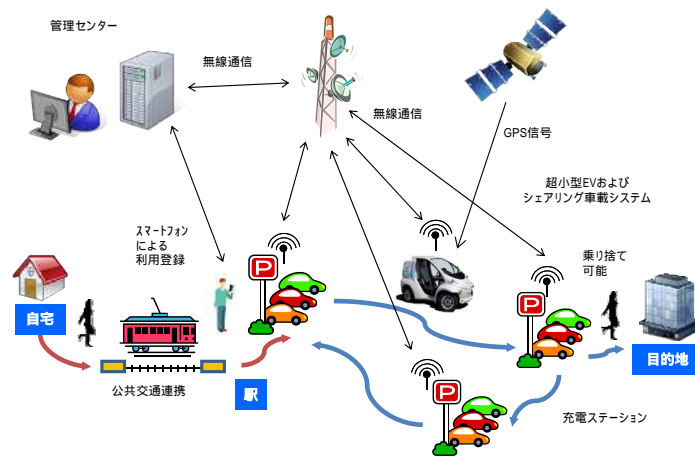 管理センター
無線通信
無線通信
GPS信号
超小型EVおよび
シェアリング車載システム
スマートフォン
による
利用登録
乗り捨て
可能
P
P
P
自宅
目的地
公共交通連携
駅
充電ステーション